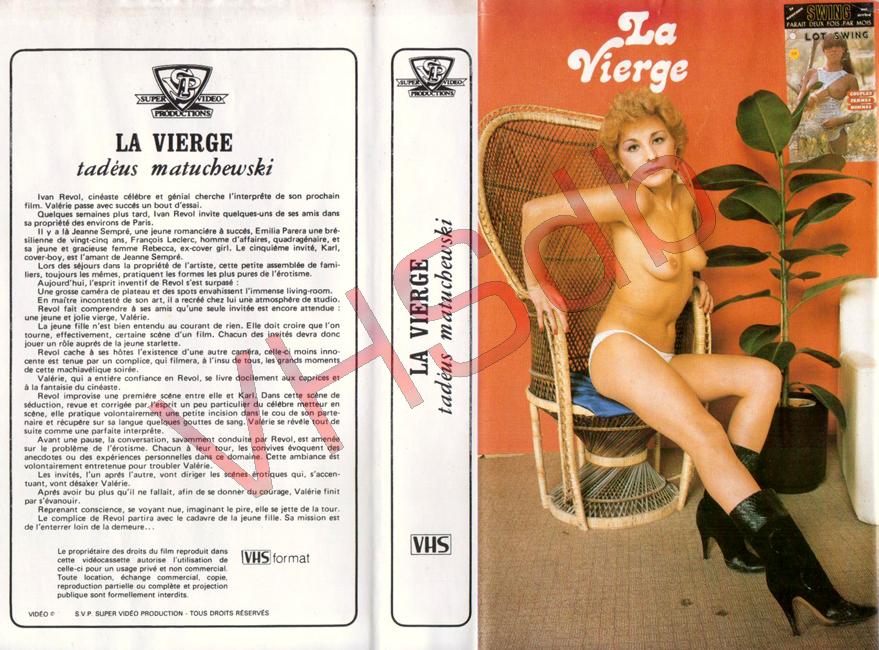 SVP
SUPER VIDEO
PRODUCTIONS
LA VIERGE
tadéus matuchewski
Ivan Revol, cinéaste célèbre et génial cherche l'interprête de son prochain
film. Valérie passe avec succés un bout d'essai.
Quelques semaines plus tard, Ivan Revol invite quelques-uns de ses amis dans
sa propriété des environs de Paris.
Il y a là Jeanne Sempré, une jeune romancière à succés, Emilia Parera une bré-
silienne de vingt-cinq ans, François Leclerc, homme d'affaires, quadragénaire, et
sa jeune et gracieuse femme Rebecca, ex-cover girl. Le cinquième invité, Karl,
cover-boy, est l'amant de Jeanne Sempré.
Lors des séjours dans la propriété de l'artiste, cette petite assemblée de fami-
liers, toujours les mêmes, pratiquent les formes les plus pures de l'érotisme.
Aujourd'hui, l'esprit inventif de Revol s'est surpasé :
Une grosse caméra de plateau et des spots envahissent l'immense living-room.
En maître incontesté de son art, il a recréé chez lui une atmosphère de studio.
Revol fait comprendre à ses amis qu'une seule invitée est encore attendue :
une jeune et jolie vierge, Valérie.
La jeune fille n'est bien entendu au courant de rien. Elle doit croire que l'on
tourne, effectivement, certaine scène d'un film. Chacun des invités devra donc
jouer un rôle auprés de la jeune starlette.
Revol cache à ses hôtes l'existence d'une autre caméra, celle-ci moins inno-
cente est tenue par un complice, qui filmera, à l'insu de tous, les grands moments
de cette machiavélique soirée.
Valérie, qui a entière confiance en Revol, se livre docilement aux caprices et
à la fantaisie du cinéaste.
Revol improvise une première scène entre elle et Karl. Dans cette scène de
séduction, revue et corrigée par l'esprit un peu particulier du célèbre metteur en
scène, elle pratique volontairement une petite incision dans le cou de son parte-
naire et récupère sur sa langue quelques gouttes de sang. Valérie se révèle tout de
suite comme une parfaite interprête.
Avant une pause, la conversation, savamment conduite par Revol, est amenée
sur le problème de l'érotisme. Chacun à leur tour, les convives évoquent des
anecdotes ou des expériences personnelles dans ce domaine. Cette ambiance est
volontairement entretenue pour troubler Valérie.
Les invités, l'un aprés l'autre, vont diriger les scènes érotiques qui, s'accen-
tuant, vont désaxer Valérie.
Aprés avoir bu plus qu'il ne fallait, afin de se donner du courage, Valérie finit
par s'évanouir.
Reprenant conscience, se voyant nue, imaginant le pire, elle se jette de la tour.
Le complice de Revol partira avec le cadavre de la jeune fille. Sa mission est
de l'enterrer loin de la demeure...
Le propriétaire des droits du film reproduit dans
cette vidéocassette autorise l'utilisation de
celle-ci pour un usage privé et non commercial.
Toute location, échange commercial, copie,
reproduction partielle ou complète et projection
publique sont formellement interdits.
VHS format
VIDÉO © S.V.P. SUPER VIDÉO PRODUCTION - TOUS DROITS RÉSERVÉS
SVP
SUPER VIDEO
PRODUCTIONS
LA VIERGE
tadéus matuchewski
VHS
La
Vierge
SWING
PARAIT DEUX FOIS PAR MOIS
LOT SWING
COUPLES
FEMMES
HOMMES
VHSdb